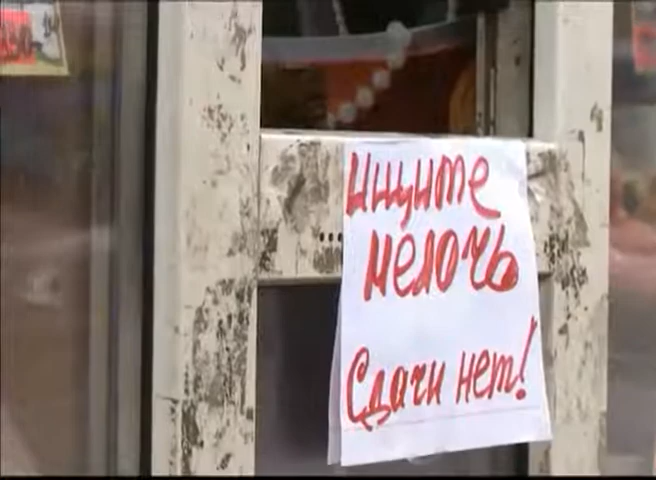 Ищите
мелочь
Сдачи нет!